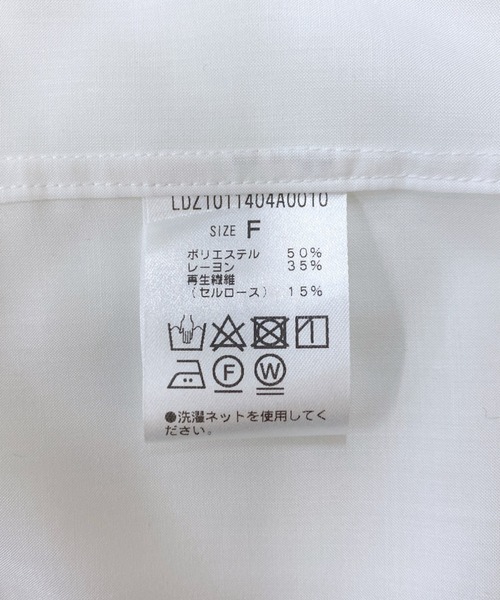 LDZ1011404A0010
SIZE F
ポリエステル 50%
レーヨン 35%
再生繊維
(セルロース) 15%
F W
●洗濯ネットを使用してく
ださい。